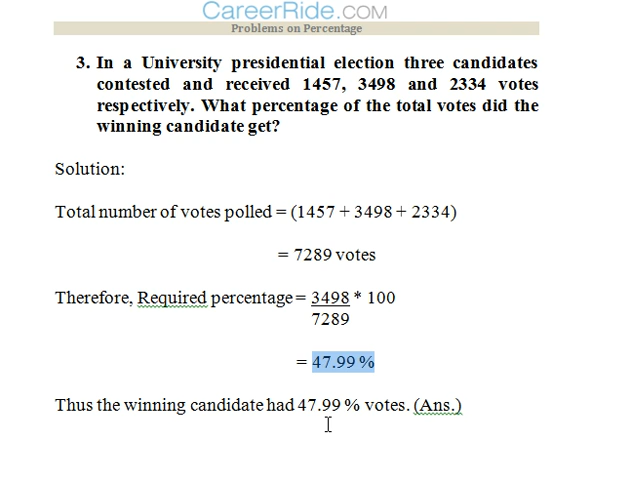 CareerRide.COM
Problems on Percentage
3. In a University presidential election three candidates
contested and received 1457, 3498 and 2334 votes
respectively. What percentage of the total votes did the
winning candidate get?
Solution:
Total number of votes polled = (1457 + 3498 + 2334)
= 7289 votes
Therefore, Required percentage = 3498 * 100
7289
= 47.99 %
Thus the winning candidate had 47.99 % votes. (Ans.)